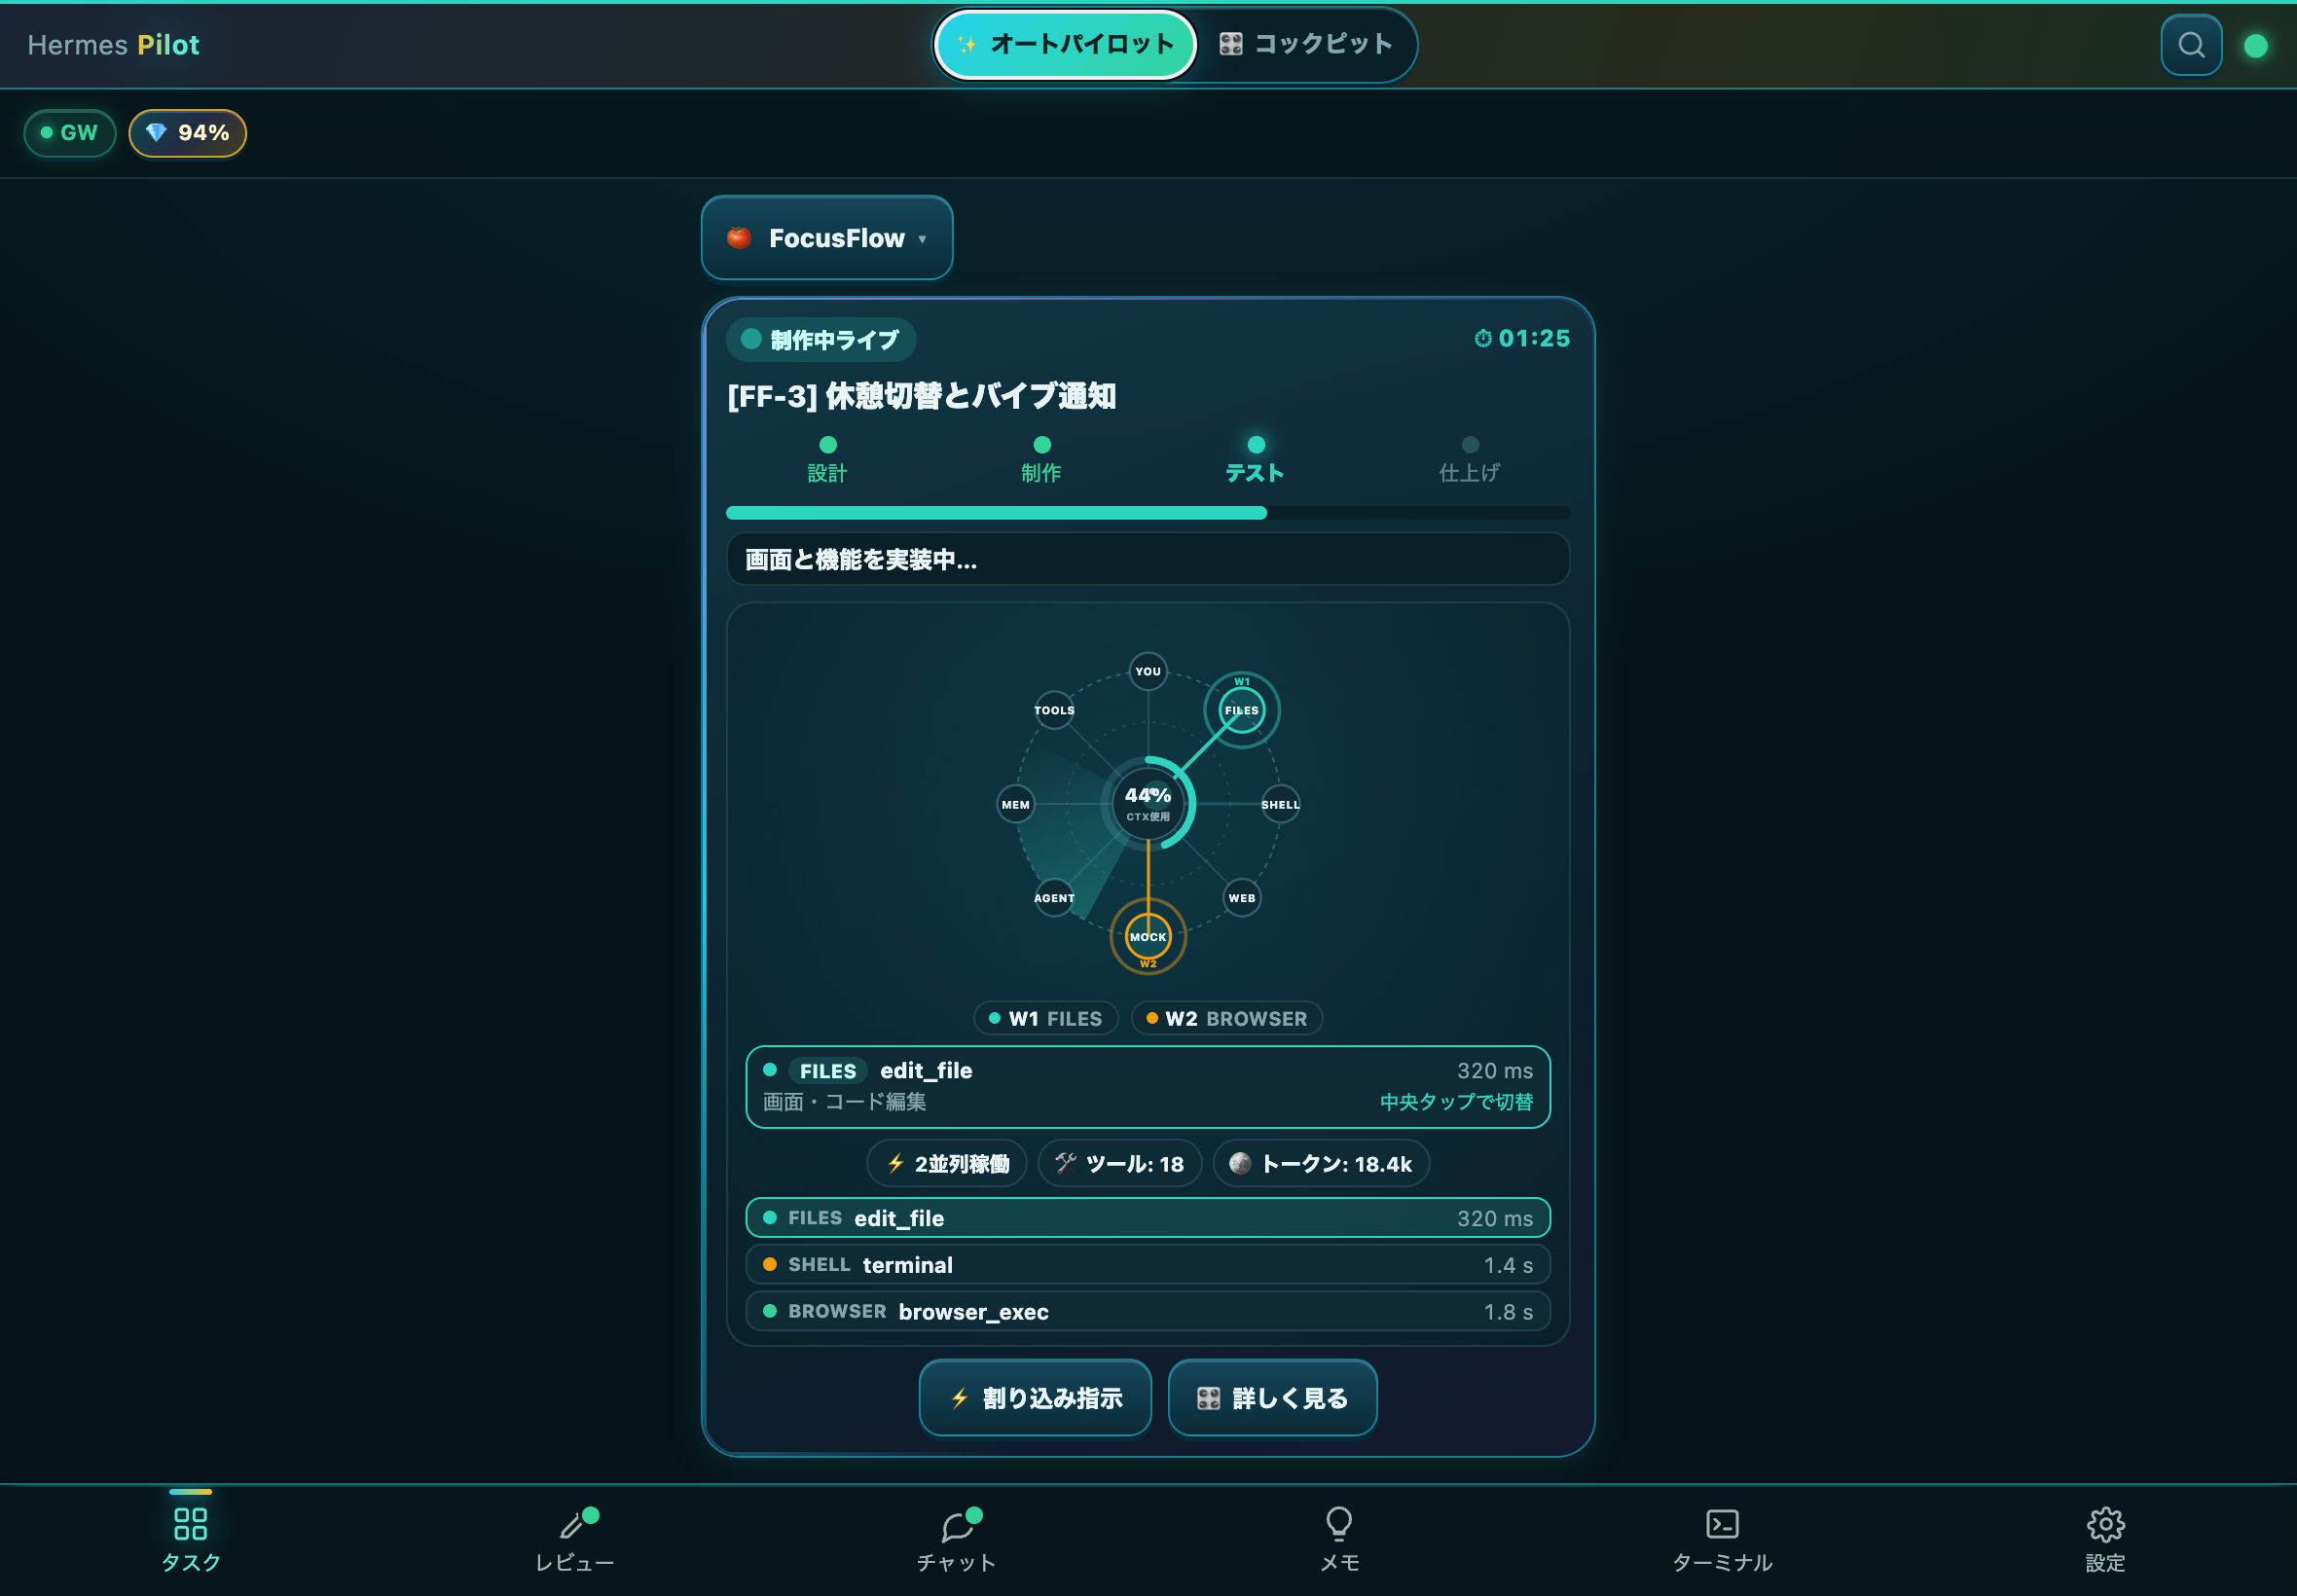 Hermes Pilot
✨ オートパイロット
🎛️ コックピット
GW
💎 94%
🍅 FocusFlow ▾
制作中ライブ
⏱ 01:25
[FF-3] 休憩切替とバイブ通知
設計
制作
テスト
仕上げ
画面と機能を実装中...
YOU
W1
TOOLS
FILES
44%
CTX使用
MEM
SHELL
AGENT
WEB
MOCK
W2
W1 FILES
W2 BROWSER
FILES edit_file 320 ms
画面・コード編集 中央タップで切替
⚡ 2並列稼働
🛠️ ツール: 18
🌕 トークン: 18.4k
FILES edit_file 320 ms
SHELL terminal 1.4 s
BROWSER browser_exec 1.8 s
⚡ 割り込み指示
🎛️ 詳しく見る
タスク
レビュー
チャット
メモ
ターミナル
設定